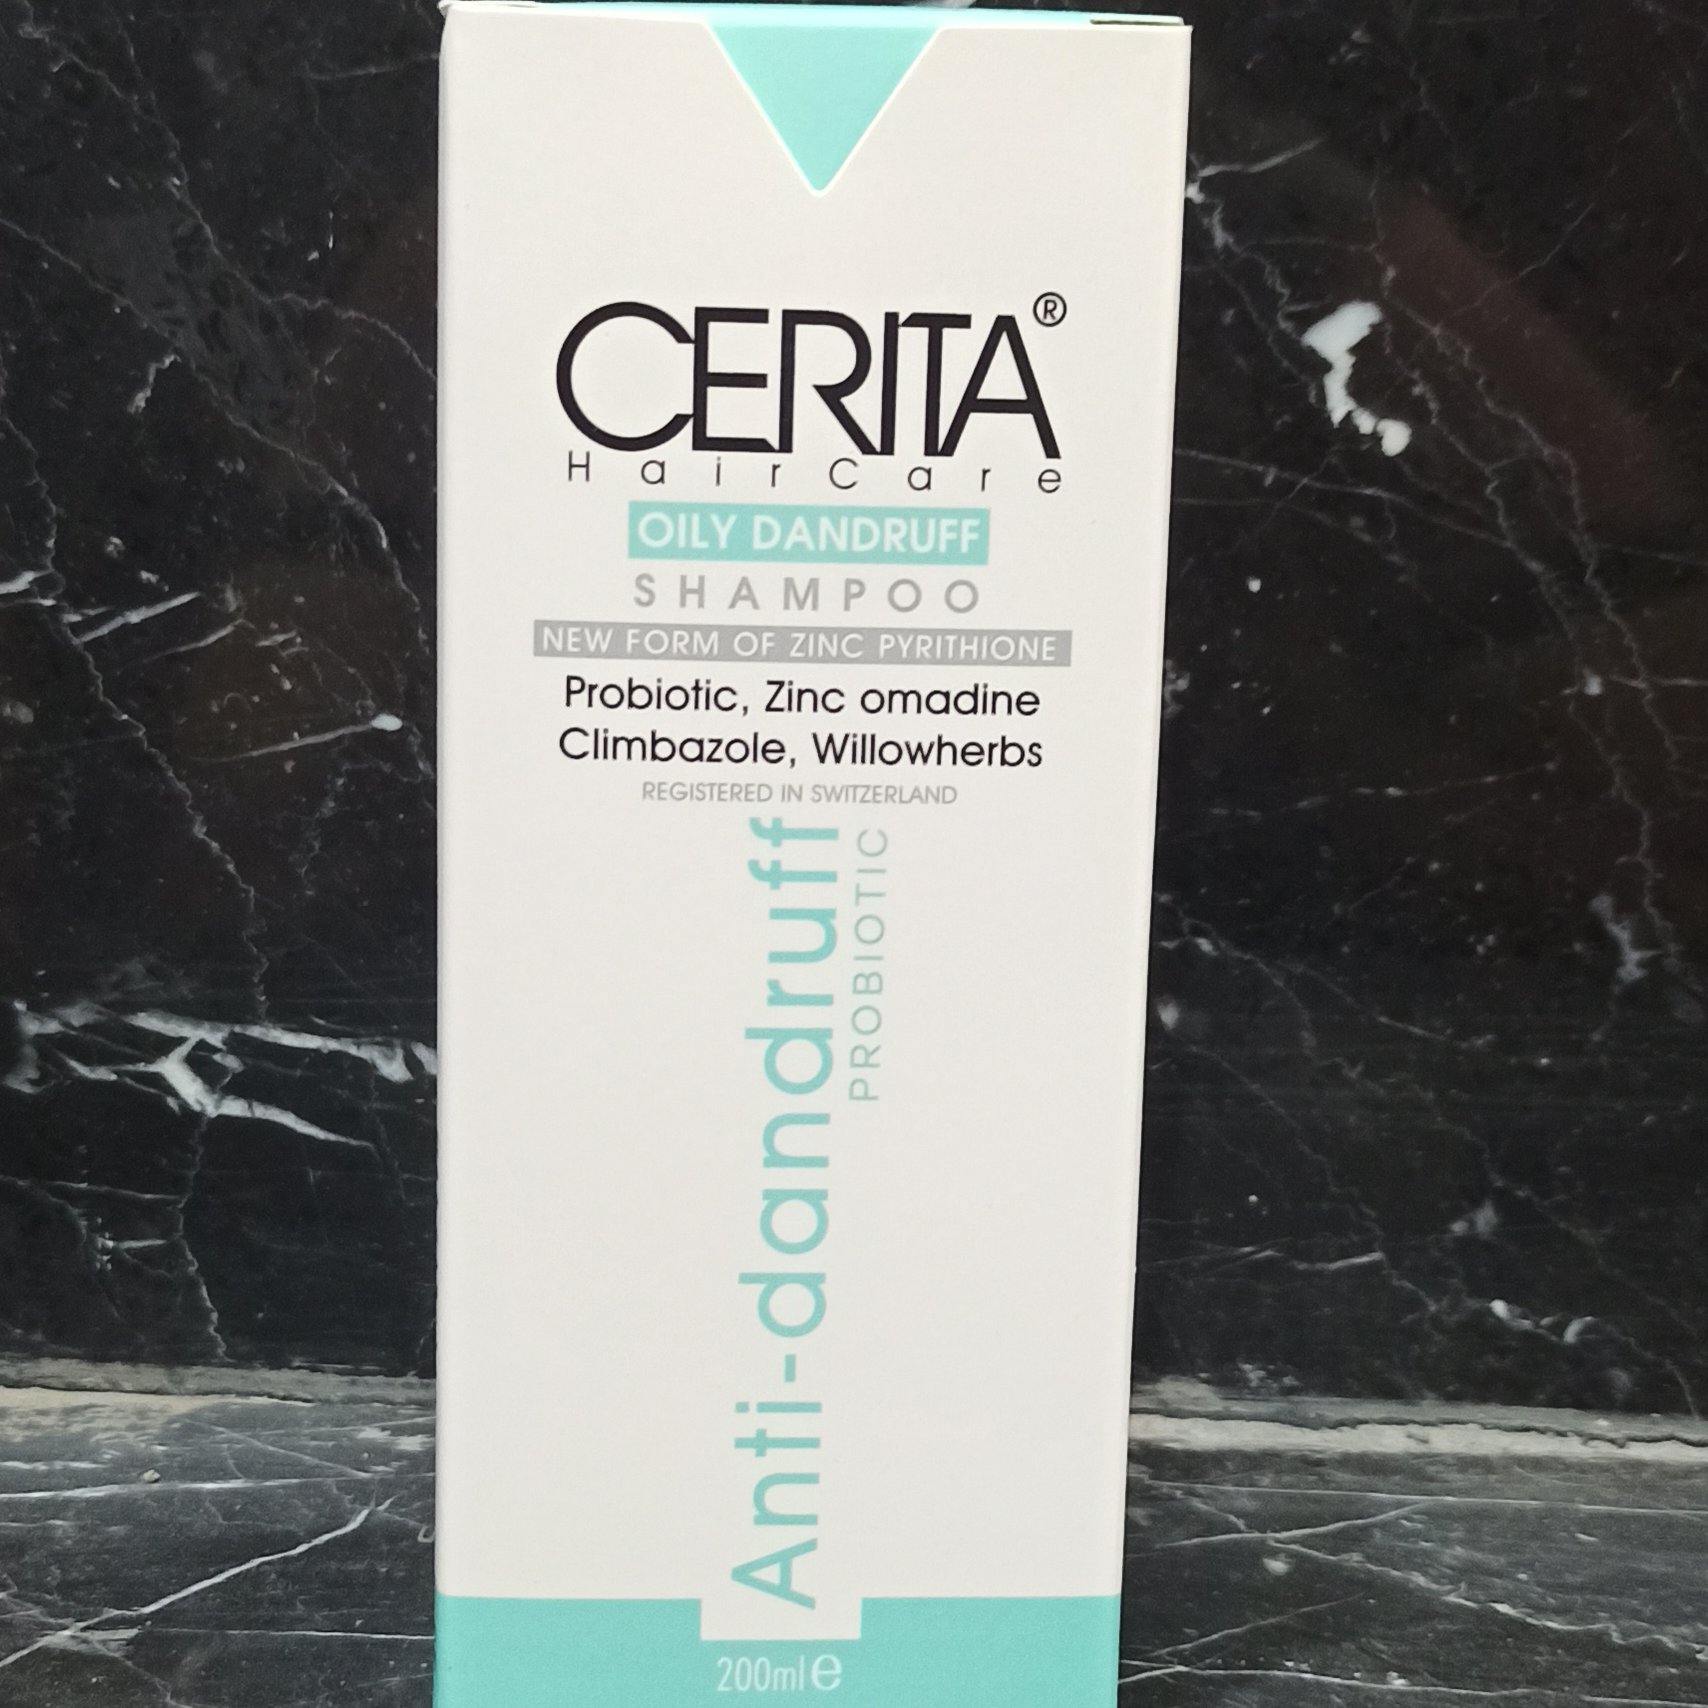 CERITA®
HairCare
OILY DANDRUFF
SHAMPOO
NEW FORM OF ZINC PYRITHIONE
Probiotic, Zinc omadine
Climbazole, Willowherbs
REGISTERED IN SWITZERLAND
Anti-dandruff
PROBIOTIC
200ml e